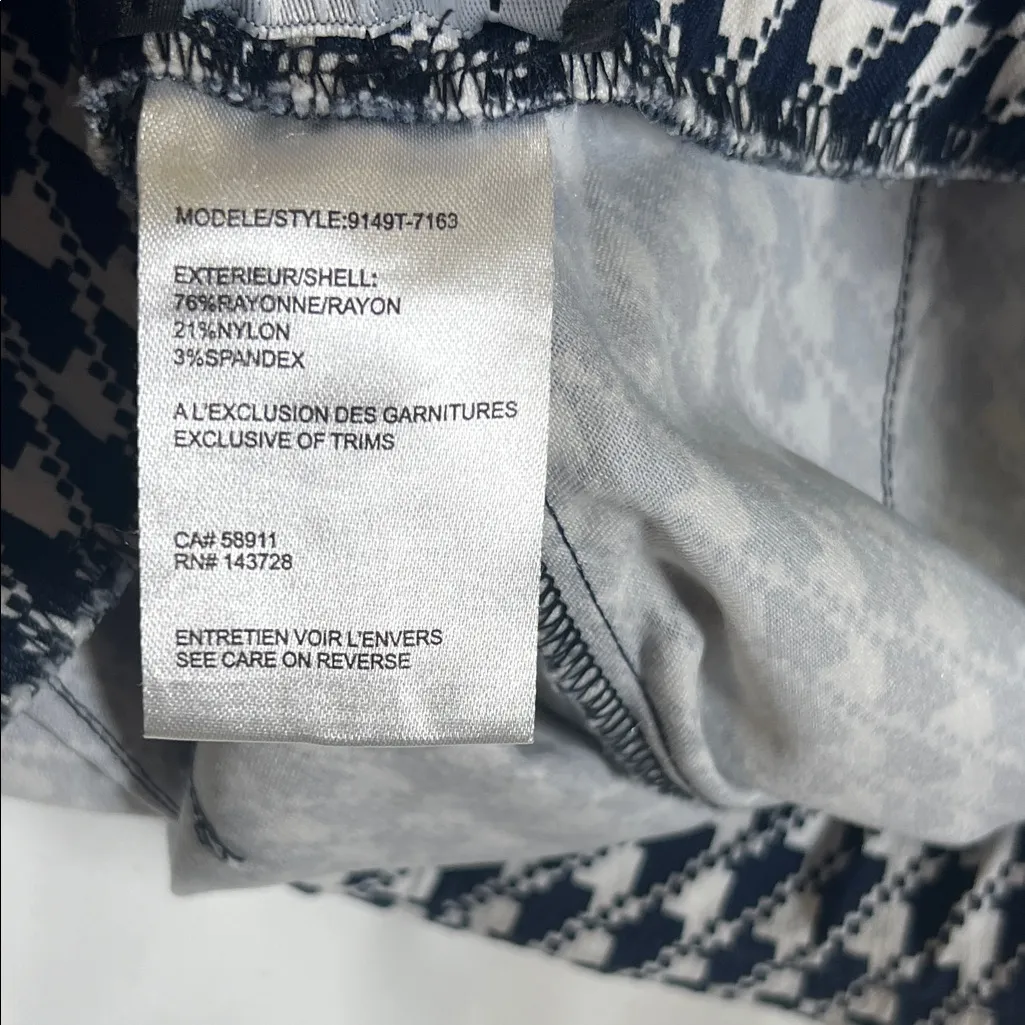 MODELE/STYLE:9149T-7163
EXTERIEUR/SHELL:
76%RAYONNE/RAYON
21%NYLON
3%SPANDEX
A L'EXCLUSION DES GARNITURES
EXCLUSIVE OF TRIMS
CA# 58911
RN# 143728
ENTRETIEN VOIR L'ENVERS
SEE CARE ON REVERSE